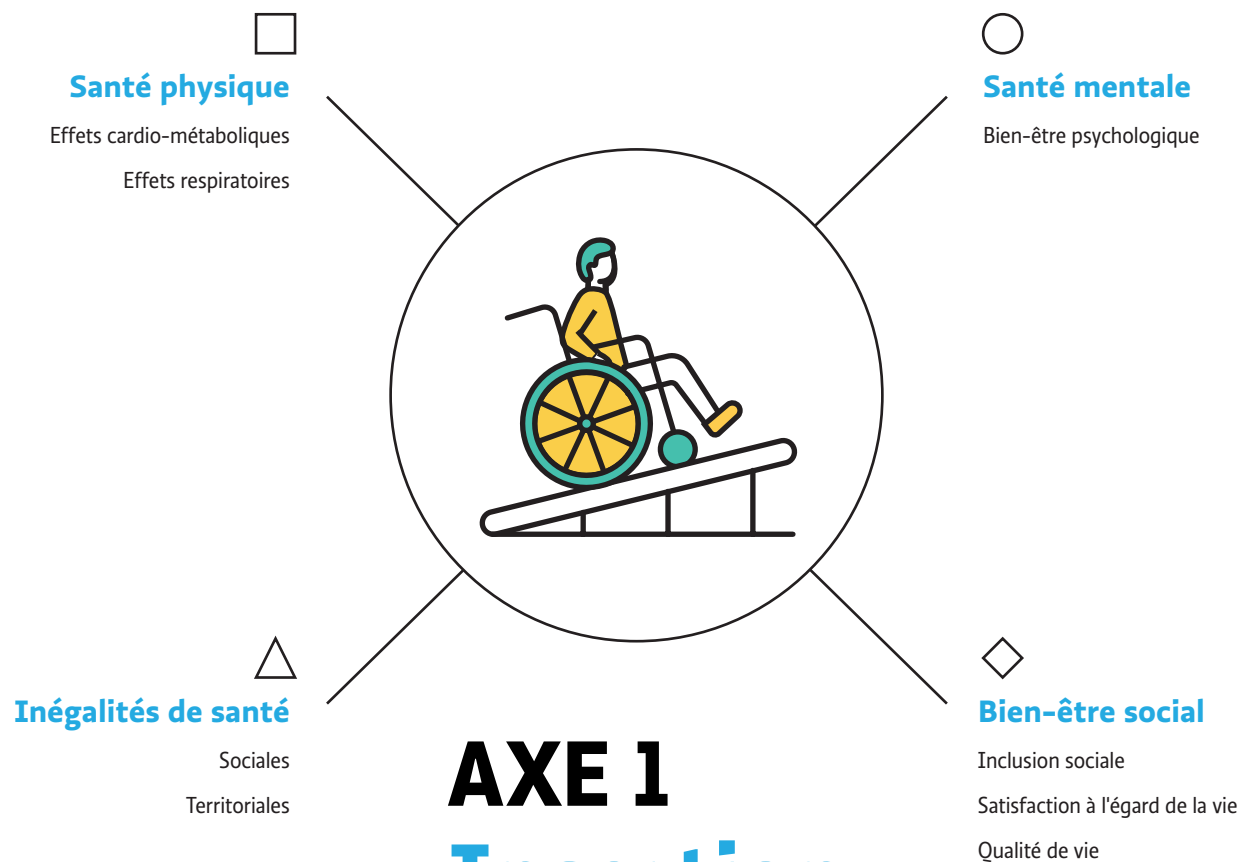 Santé physique
Effets cardio-métaboliques
Effets respiratoires
Santé mentale
Bien-être psychologique
Inégalités de santé
Sociales
Territoriales
Bien-être social
Inclusion sociale
Satisfaction à l'égard de la vie
Qualité de vie
AXE 1